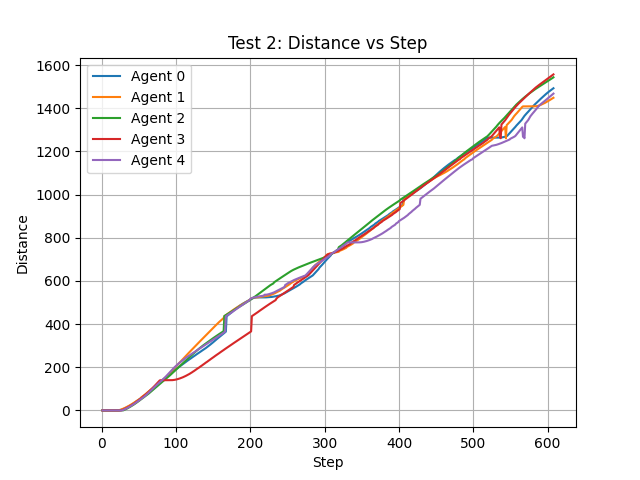 Test 2: Distance vs Step
1600
1400
1200
1000
800
600
400
200
0
Distance
Agent 0
Agent 1
Agent 2
Agent 3
Agent 4
0 100 200 300 400 500 600
Step